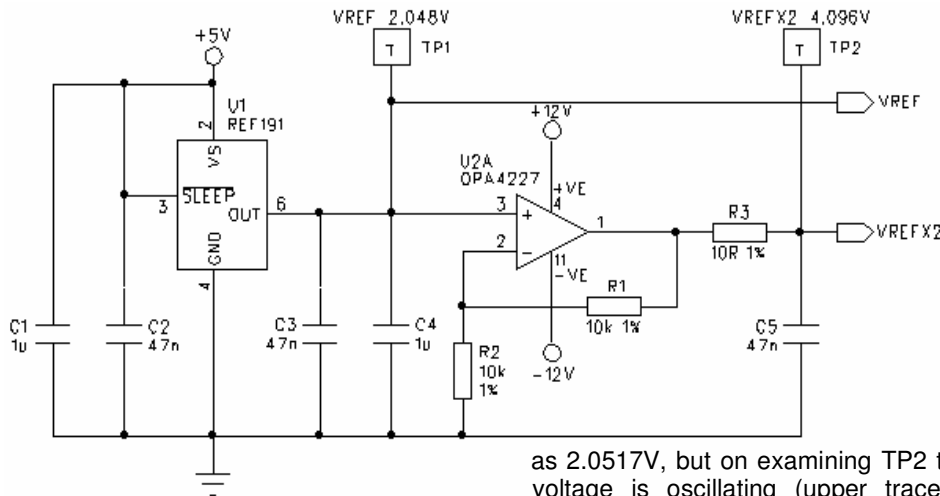 VREF 2.048V
VREFX2 4.096V
T TP1
T TP2
+5V
U1
REF191
2
VS
SLEEP
3
OUT
6
GND
4
VREF
+12V
U2A
OPA4227
+VE
4
3
+
2
-
1
11
-VE
-12V
R3
10R 1%
VREFX2
R1
10k 1%
C1
1u
C2
47n
C3
47n
C4
1u
R2
10k
1%
C5
47n
as 2.0517V, but on examining TP2 t
voltage is oscillating (upper trace